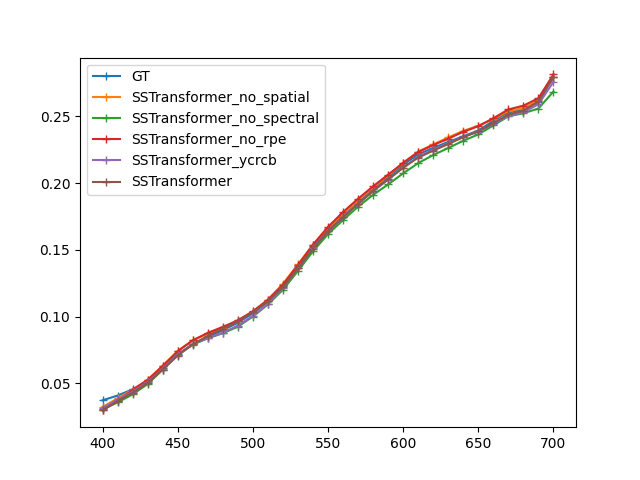 GT
SSTransformer_no_spatial
SSTransformer_no_spectral
SSTransformer_no_rpe
SSTransformer_ycrcb
SSTransformer
0.25
0.20
0.15
0.10
0.05
400 450 500 550 600 650 700